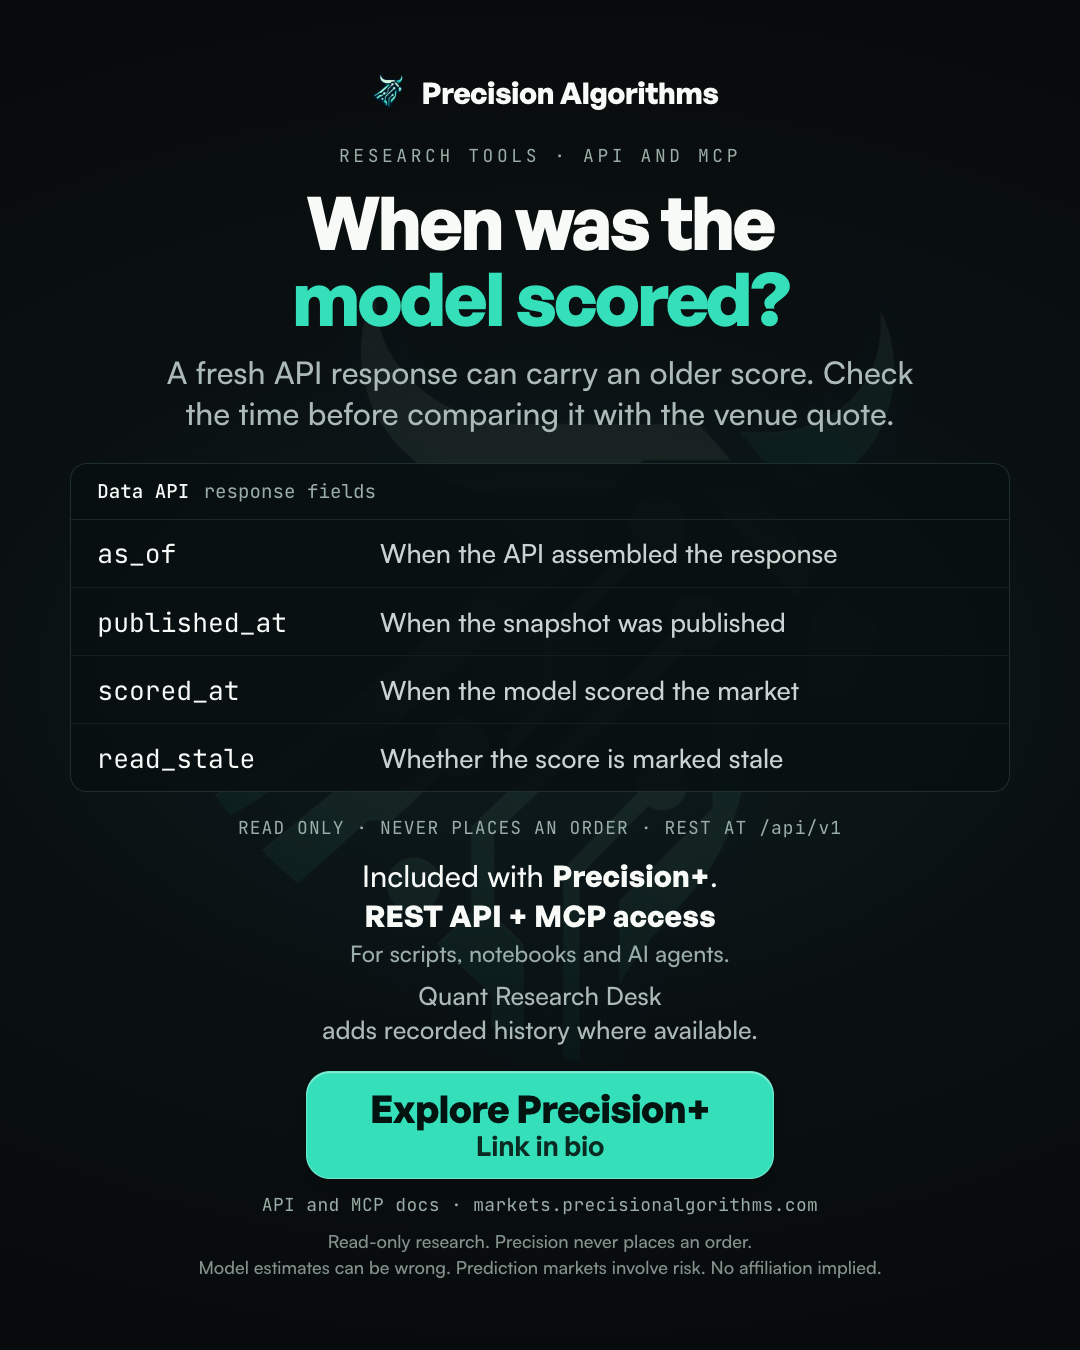 Precision Algorithms
RESEARCH TOOLS · API AND MCP
When was the
model scored?
A fresh API response can carry an older score. Check
the time before comparing it with the venue quote.
Data API response fields
as_of When the API assembled the response
published_at When the snapshot was published
scored_at When the model scored the market
read_stale Whether the score is marked stale
READ ONLY · NEVER PLACES AN ORDER · REST AT /api/v1
Included with Precision+.
REST API + MCP access
For scripts, notebooks and AI agents.
Quant Research Desk
adds recorded history where available.
Explore Precision+
Link in bio
API and MCP docs · markets.precisionalgorithms.com
Read-only research. Precision never places an order.
Model estimates can be wrong. Prediction markets involve risk. No affiliation implied.